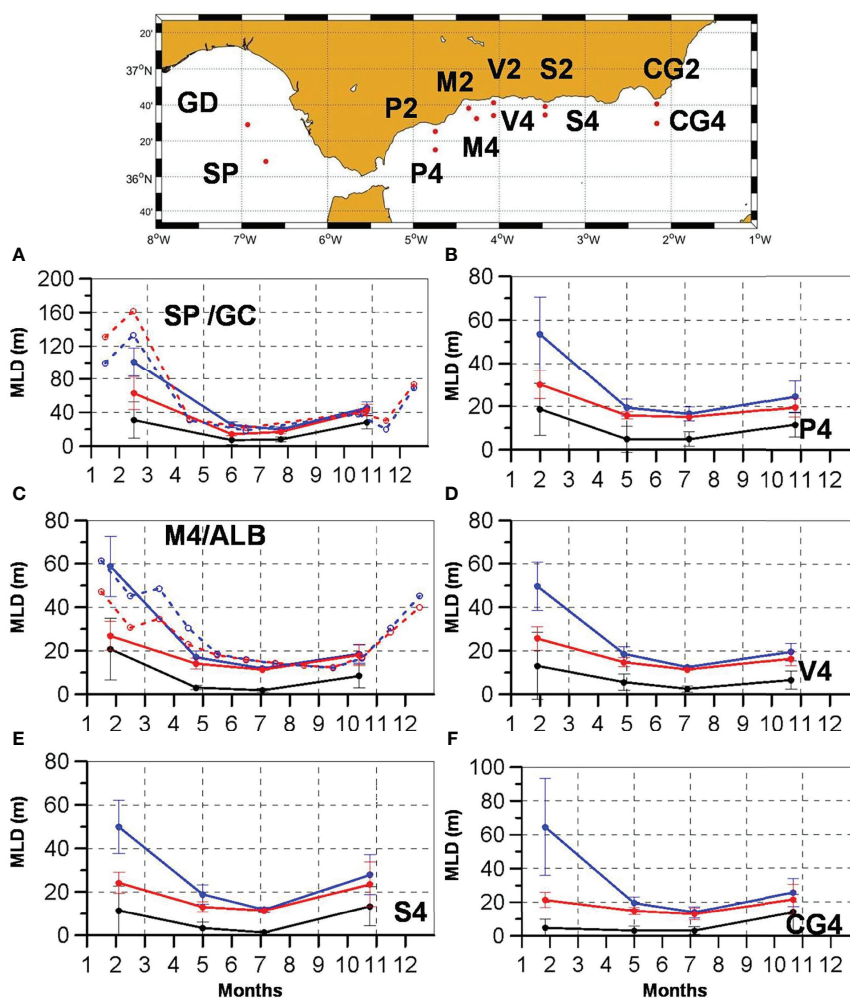 20'
37°N
40'
20'
36°N
40'
8°W 7°W 6°W 5°W 4°W 3°W 2°W 1°W
GD
SP
P2
M2
V2
S2
CG2
P4
M4
V4
S4
CG4
A
MLD (m)
200
160
120
80
40
0
SP /GC
1 2 3 4 5 6 7 8 9 10 11 12
B
MLD (m)
80
60
40
20
0
P4
1 2 3 4 5 6 7 8 9 10 11 12
C
MLD (m)
80
60
40
20
0
M4/ALB
1 2 3 4 5 6 7 8 9 10 11 12
D
MLD (m)
80
60
40
20
0
V4
1 2 3 4 5 6 7 8 9 10 11 12
E
MLD (m)
80
60
40
20
0
S4
1 2 3 4 5 6 7 8 9 10 11 12
Months
F
MLD (m)
100
80
60
40
20
0
CG4
1 2 3 4 5 6 7 8 9 10 11 12
Months